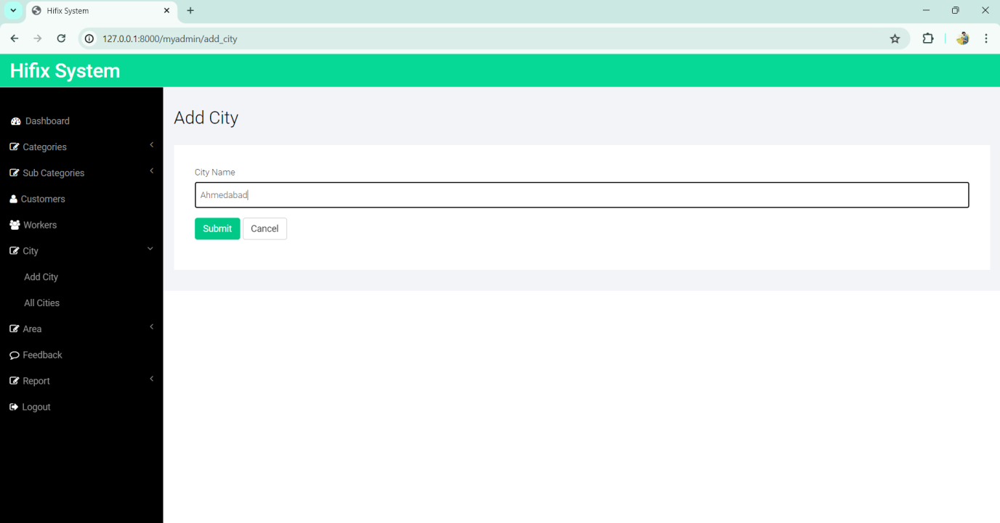 Hifix System
127.0.0.1:8000/myadmin/add_city
Hifix System
Dashboard
Categories
Sub Categories
Customers
Workers
City
Add City
All Cities
Area
Feedback
Report
Logout
Add City
City Name
Ahmedabad
Submit Cancel